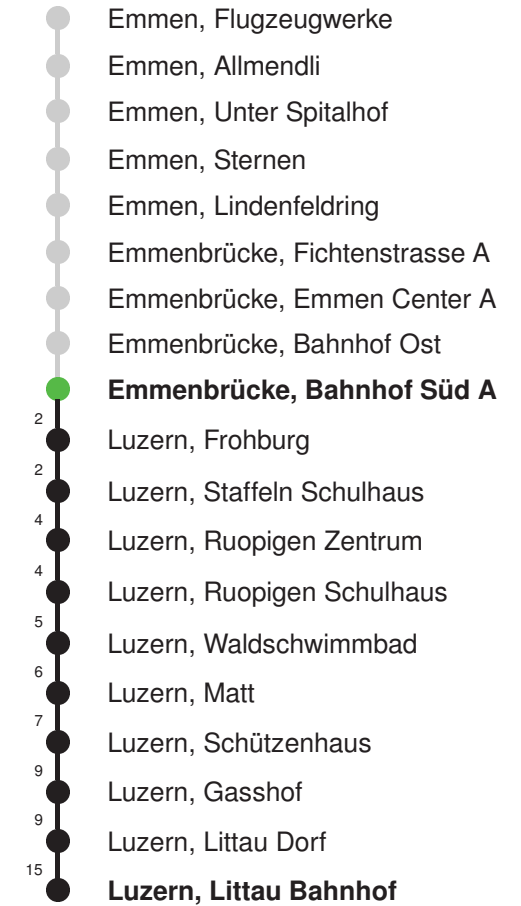 Emmen, Flugzeugwerke
Emmen, Allmendli
Emmen, Unter Spitalhof
Emmen, Sternen
Emmen, Lindenfeldring
Emmenbrücke, Fichtenstrasse A
Emmenbrücke, Emmen Center A
Emmenbrücke, Bahnhof Ost
Emmenbrücke, Bahnhof Süd A
2 Luzern, Frohburg
2 Luzern, Staffeln Schulhaus
4 Luzern, Ruopigen Zentrum
4 Luzern, Ruopigen Schulhaus
5 Luzern, Waldschwimmbad
6 Luzern, Matt
7 Luzern, Schützenhaus
9 Luzern, Gasshof
9 Luzern, Littau Dorf
15 Luzern, Littau Bahnhof